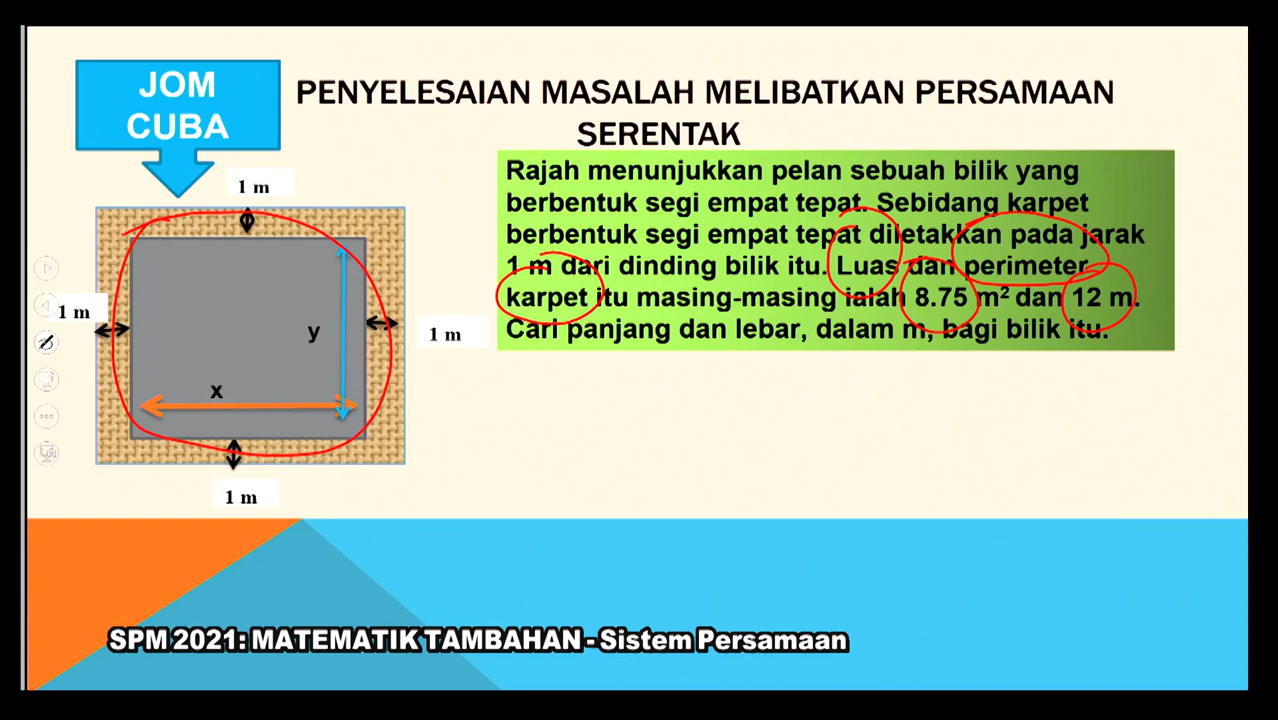 JOM
CUBA
PENYELESAIAN MASALAH MELIBATKAN PERSAMAAN
SERENTAK
Rajah menunjukkan pelan sebuah bilik yang
berbentuk segi empat tepat. Sebidang karpet
berbentuk segi empat tepat diletakkan pada jarak
1 m dari dinding bilik itu. Luas dan perimeter
karpet itu masing-masing ialah 8.75 m² dan 12 m.
Cari panjang dan lebar, dalam m, bagi bilik itu.
1 m
1 m
y
1 m
x
1 m
SPM 2021: MATEMATIK TAMBAHAN - Sistem Persamaan